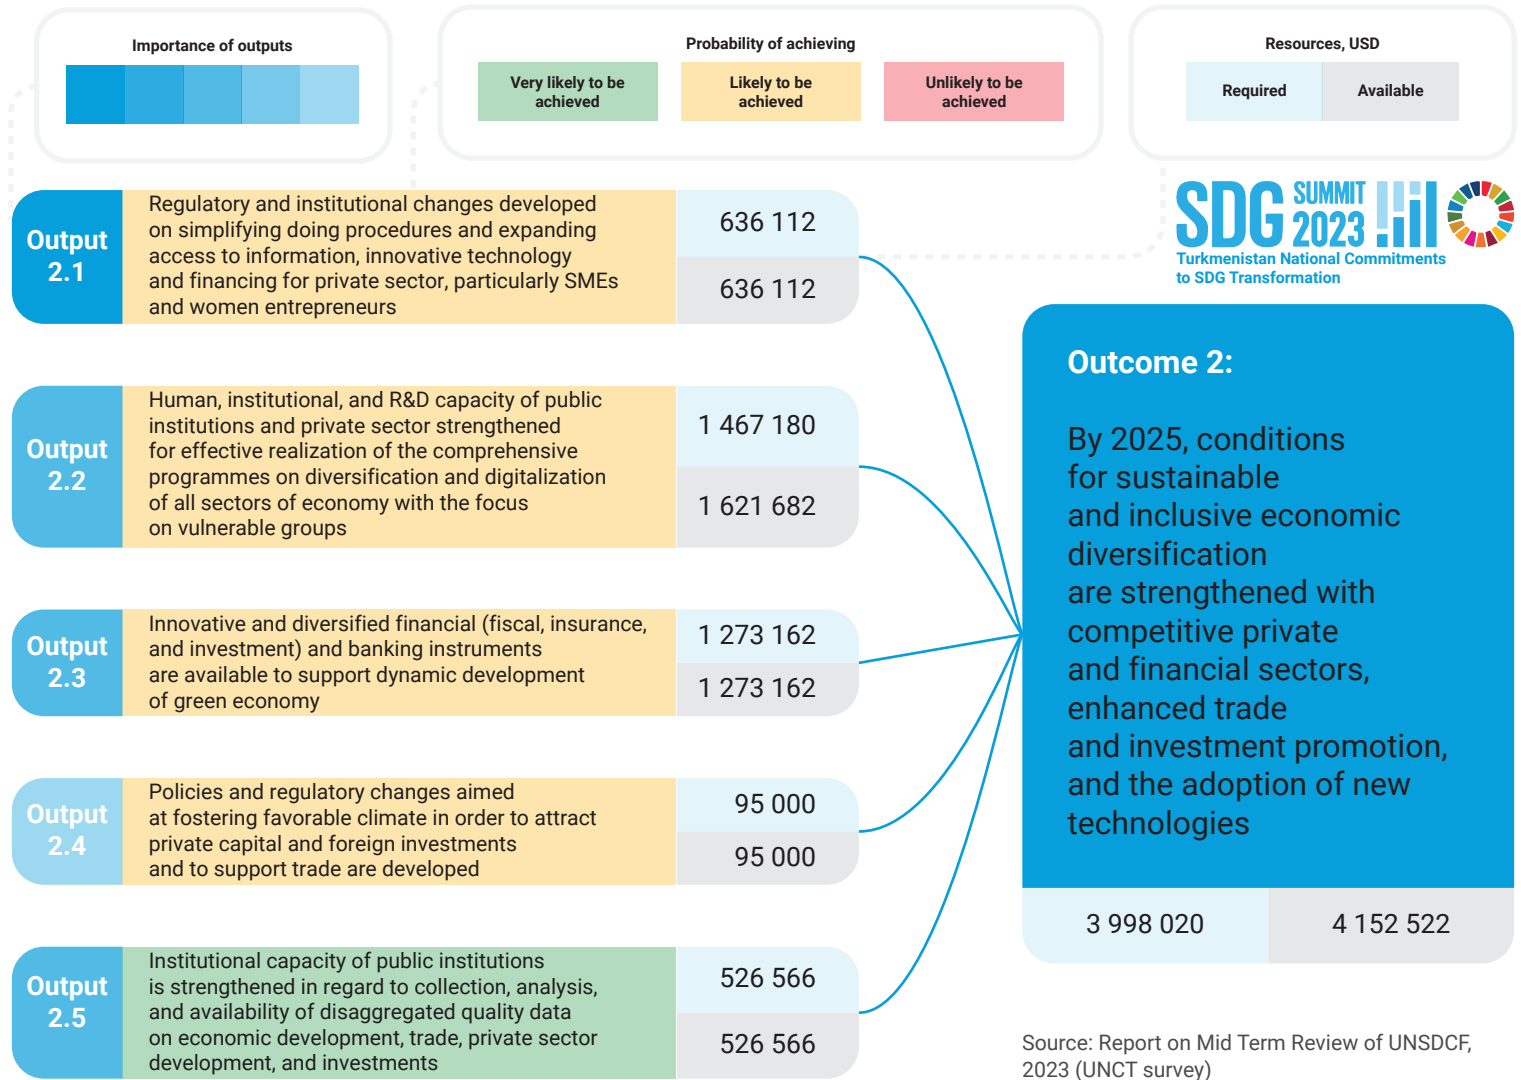 Importance of outputs
Probability of achieving
Very likely to be
achieved
Likely to be
achieved
Unlikely to be
achieved
Resources, USD
Required
Available
SDG SUMMIT
2023
Turkmenistan National Commitments
to SDG Transformation
Output
2.1
Regulatory and institutional changes developed
on simplifying doing procedures and expanding
access to information, innovative technology
and financing for private sector, particularly SMEs
and women entrepreneurs
636 112
636 112
Output
2.2
Human, institutional, and R&D capacity of public
institutions and private sector strengthened
for effective realization of the comprehensive
programmes on diversification and digitalization
of all sectors of economy with the focus
on vulnerable groups
1 467 180
1 621 682
Output
2.3
Innovative and diversified financial (fiscal, insurance,
and investment) and banking instruments
are available to support dynamic development
of green economy
1 273 162
1 273 162
Output
2.4
Policies and regulatory changes aimed
at fostering favorable climate in order to attract
private capital and foreign investments
and to support trade are developed
95 000
95 000
Output
2.5
Institutional capacity of public institutions
is strengthened in regard to collection, analysis,
and availability of disaggregated quality data
on economic development, trade, private sector
development, and investments
526 566
526 566
Outcome 2:
By 2025, conditions
for sustainable
and inclusive economic
diversification
are strengthened with
competitive private
and financial sectors,
enhanced trade
and investment promotion,
and the adoption of new
technologies
3 998 020
4 152 522
Source: Report on Mid Term Review of UNSDCF,
2023 (UNCT survey)